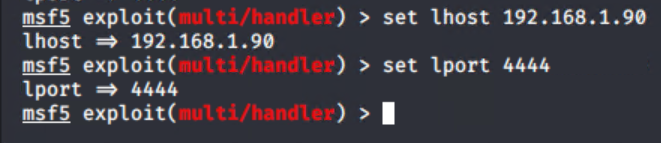 msf5 exploit(multi/handler) > set lhost 192.168.1.90
lhost ⇒ 192.168.1.90
msf5 exploit(multi/handler) > set lport 4444
lport ⇒ 4444
msf5 exploit(multi/handler) >